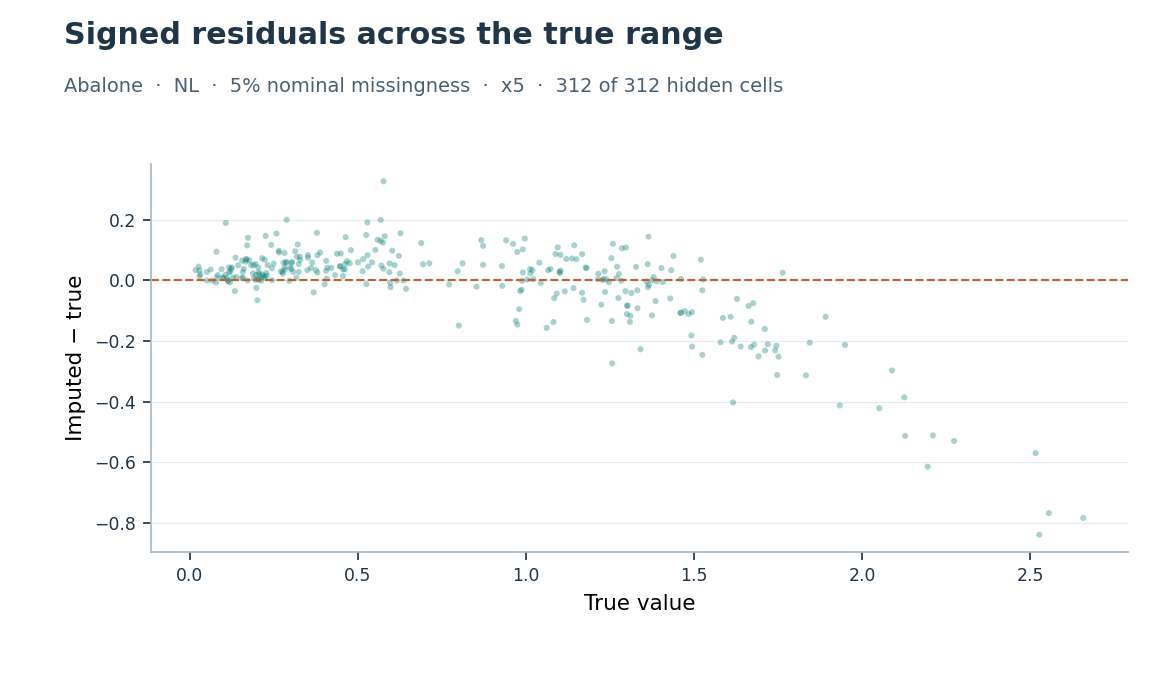 Signed residuals across the true range
Abalone · NL · 5% nominal missingness · x5 · 312 of 312 hidden cells
Imputed − true
0.2
0.0
−0.2
−0.4
−0.6
−0.8
0.0 0.5 1.0 1.5 2.0 2.5
True value